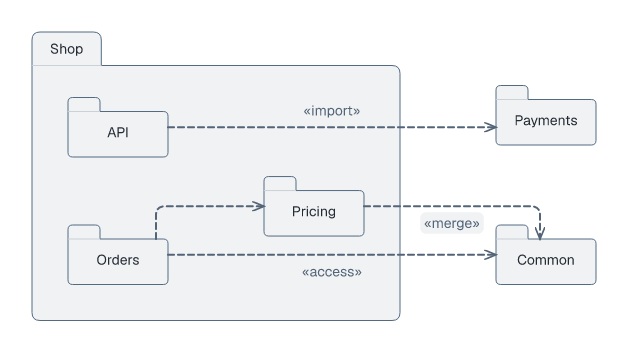 Shop
«import»
API
Payments
Pricing
«merge»
Orders
Common
«access»